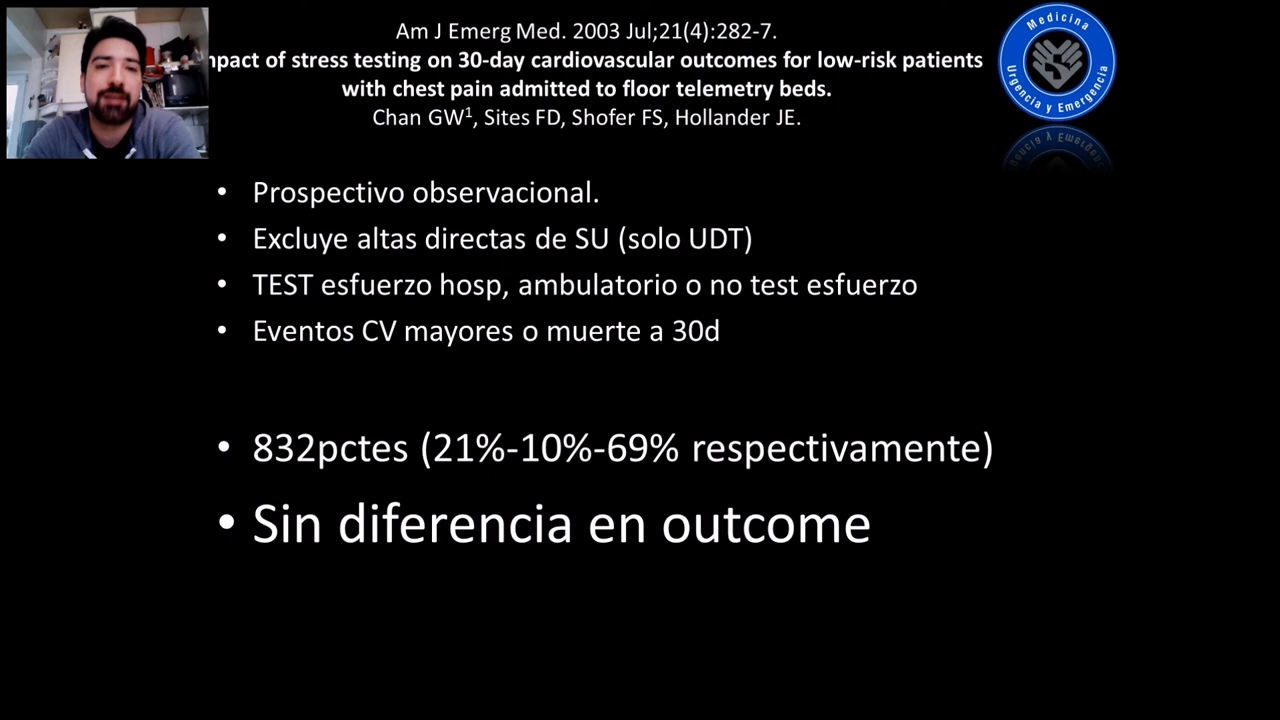 Am J Emerg Med. 2003 Jul;21(4):282-7.
mpact of stress testing on 30-day cardiovascular outcomes for low-risk patients
with chest pain admitted to floor telemetry beds.
Chan GW1, Sites FD, Shofer FS, Hollander JE.
Medicina
Urgencia y Emergencia
• Prospectivo observacional.
• Excluye altas directas de SU (solo UDT)
• TEST esfuerzo hosp, ambulatorio o no test esfuerzo
• Eventos CV mayores o muerte a 30d
• 832pctes (21%-10%-69% respectivamente)
• Sin diferencia en outcome